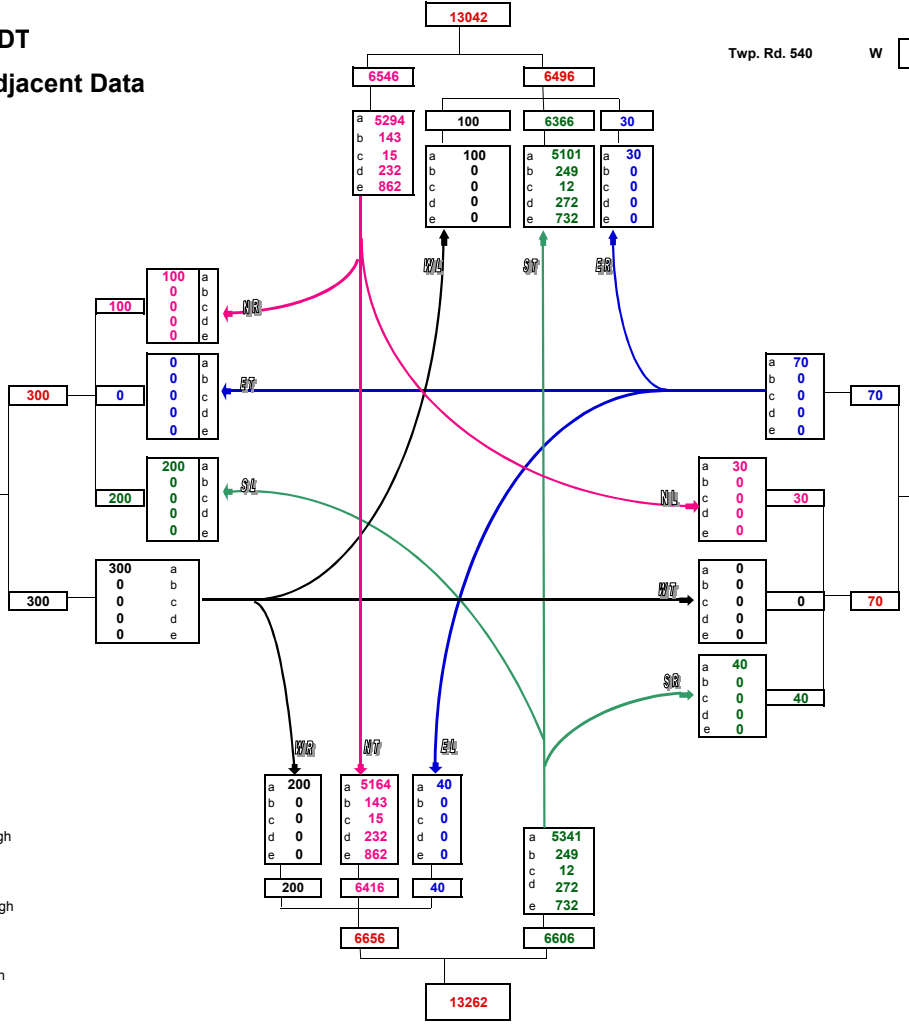 13042
DT
Twp. Rd. 540 W
6546 6496
djacent Data
100 6366 30
a 5294
b 143
c 15
d 232
e 862
a 100
b 0
c 0
d 0
e 0
a 5101
b 249
c 12
d 272
e 732
a 30
b 0
c 0
d 0
e 0
WL ST ER
100 a
0 b
0 c
0 d
0 e
100
NR
0 a
0 b
0 c
0 d
0 e
300 0
ET
a 70
b 0
c 0
d 0
e 0
70
200 a
0 b
0 c
0 d
0 e
200
SL
a 30
b 0
c 0
d 0
e 0
NL
30
300 a
0 b
0 c
0 d
0 e
300
a 0
b 0
c 0
d 0
e 0
WT
0 70
a 40
b 0
c 0
d 0
e 0
SR
40
WR NT EL
a 200
b 0
c 0
d 0
e 0
a 5164
b 143
c 15
d 232
e 862
a 40
b 0
c 0
d 0
e 0
a 5341
b 249
c 12
d 272
e 732
gh
200 6416 40
gh
6656 6606
h
13262